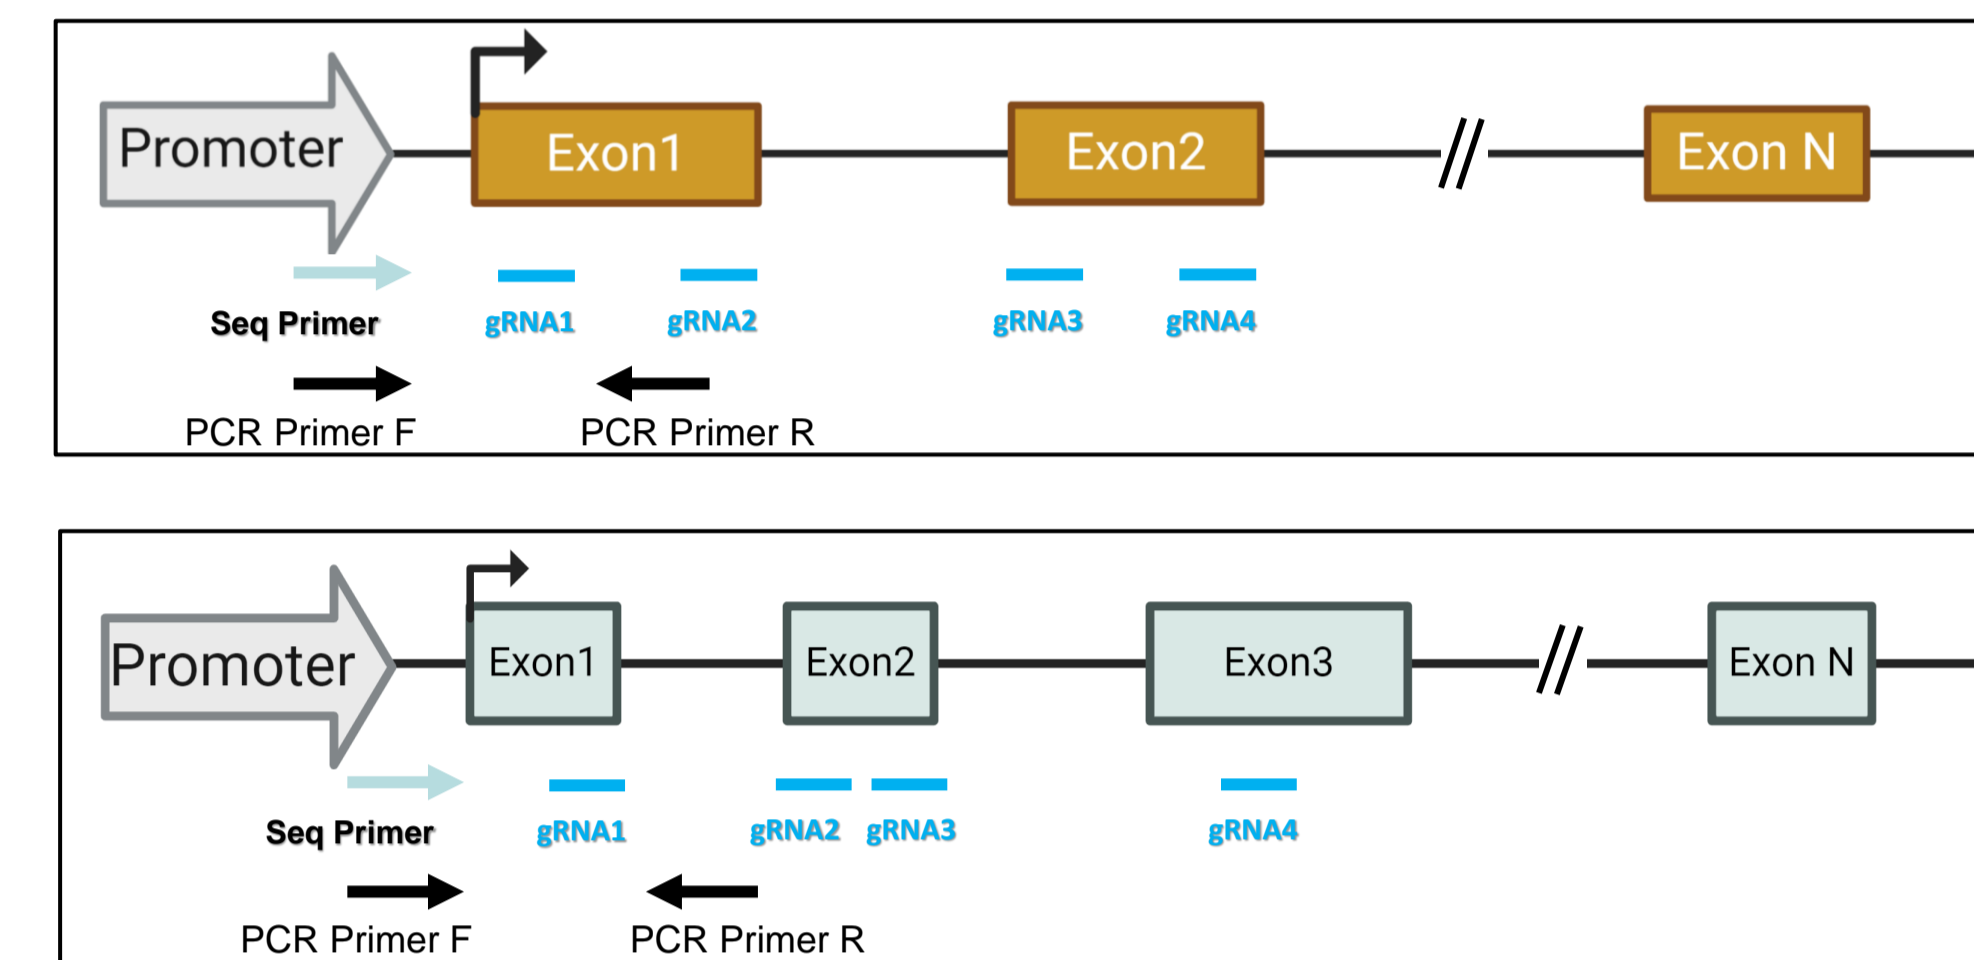 Promoter
Exon1
Exon2
Exon N
Seq Primer
gRNA1
gRNA2
gRNA3
gRNA4
PCR Primer F
PCR Primer R
Promoter
Exon1
Exon2
Exon3
Exon N
Seq Primer
gRNA1
gRNA2
gRNA3
gRNA4
PCR Primer F
PCR Primer R